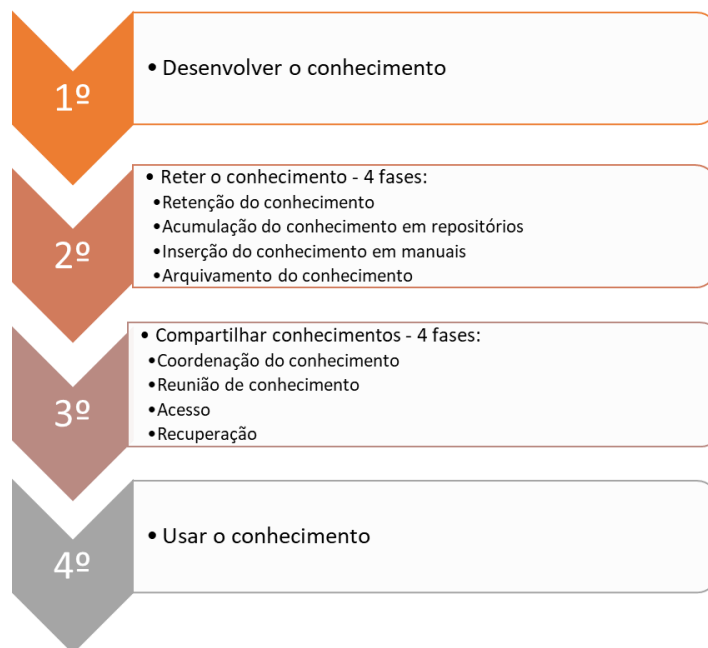 1º
• Desenvolver o conhecimento
2º
• Reter o conhecimento - 4 fases:
•Retenção do conhecimento
•Acumulação do conhecimento em repositórios
•Inserção do conhecimento em manuais
•Arquivamento do conhecimento
3º
• Compartilhar conhecimentos - 4 fases:
•Coordenação do conhecimento
•Reunião de conhecimento
•Acesso
•Recuperação
4º
• Usar o conhecimento